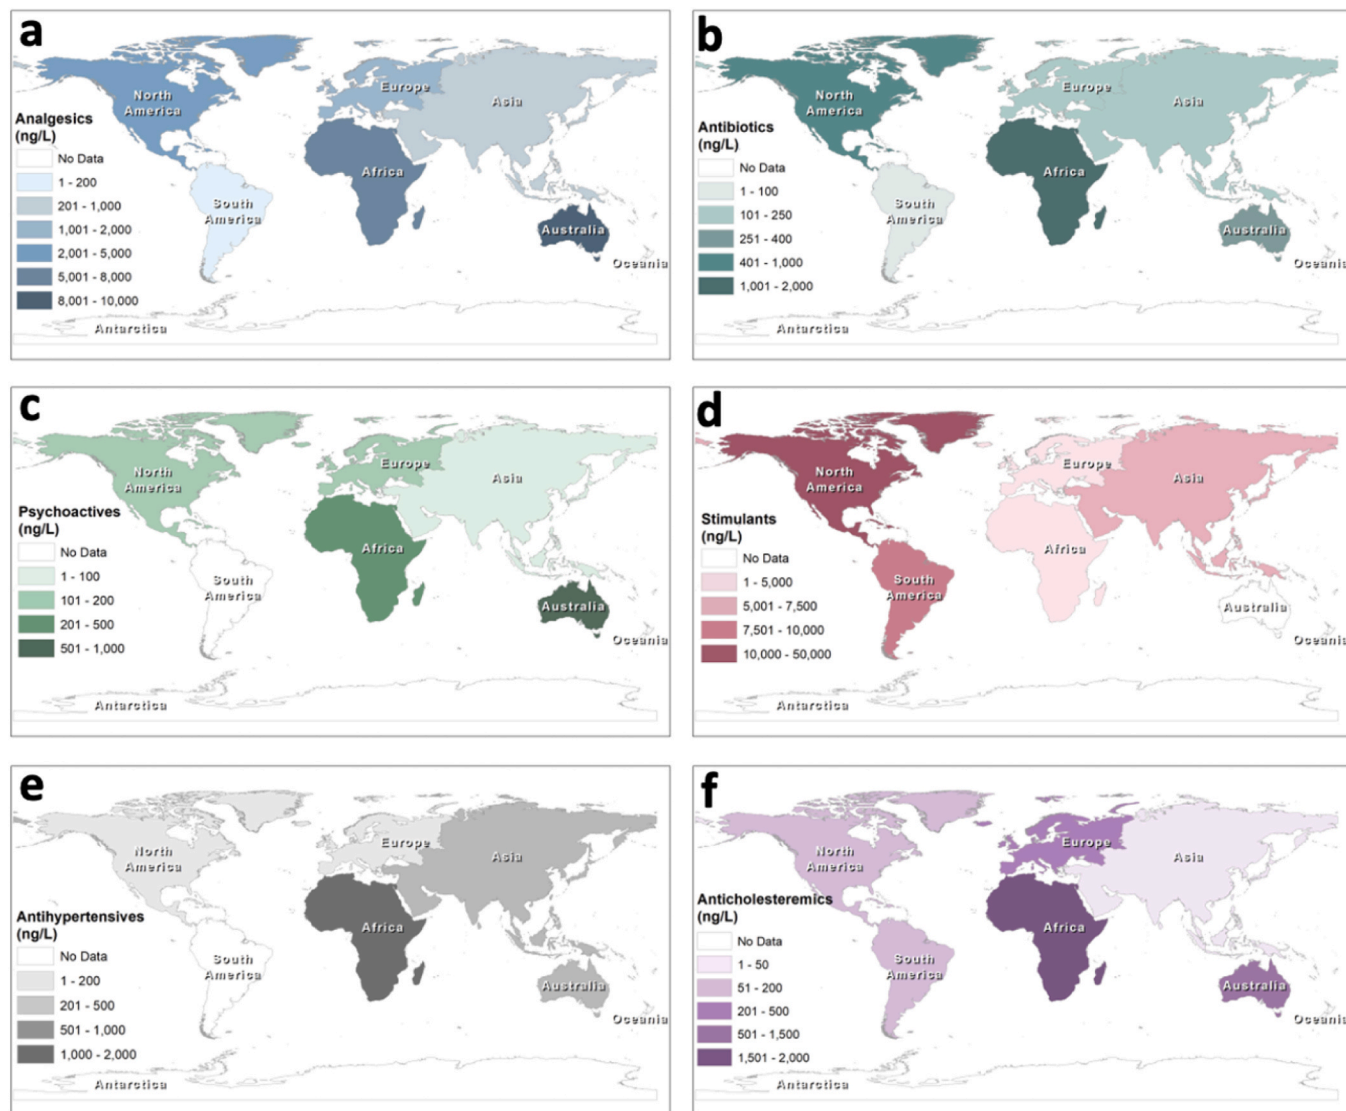 a
North
America
Europe
Asia
Analgesics
(ng/L)
No Data
1 - 200
201 - 1,000
1,001 - 2,000
2,001 - 5,000
5,001 - 8,000
8,001 - 10,000
Africa
South
America
Australia
Oceania
Antarctica
b
North
America
Europe
Asia
Antibiotics
(ng/L)
No Data
1 - 100
101 - 250
251 - 400
401 - 1,000
1,001 - 2,000
Africa
South
America
Australia
Oceania
Antarctica
c
North
America
Europe
Asia
Psychoactives
(ng/L)
No Data
1 - 100
101 - 200
201 - 500
501 - 1,000
Africa
South
America
Australia
Oceania
Antarctica
d
North
America
Europe
Asia
Stimulants
(ng/L)
No Data
1 - 5,000
5,001 - 7,500
7,501 - 10,000
10,000 - 50,000
Africa
South
America
Australia
Oceania
Antarctica
e
North
America
Europe
Asia
Antihypertensives
(ng/L)
No Data
1 - 200
201 - 500
501 - 1,000
1,000 - 2,000
Africa
South
America
Australia
Oceania
Antarctica
f
North
America
Europe
Asia
Anticholesteremics
(ng/L)
No Data
1 - 50
51 - 200
201 - 500
501 - 1,500
1,501 - 2,000
Africa
South
America
Australia
Oceania
Antarctica